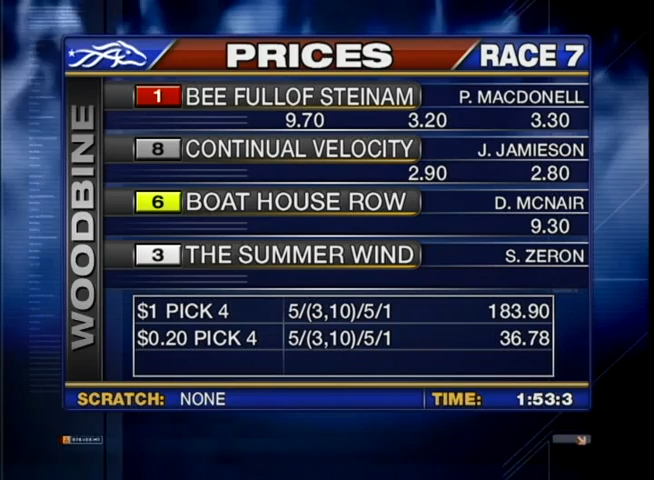 PRICES
RACE 7
WOODBINE
1 BEE FULLOF STEINAM P. MACDONELL
9.70 3.20 3.30
8 CONTINUAL VELOCITY J. JAMIESON
2.90 2.80
6 BOAT HOUSE ROW D. MCNAIR
9.30
3 THE SUMMER WIND S. ZERON
$1 PICK 4 5/(3,10)/5/1 183.90
$0.20 PICK 4 5/(3,10)/5/1 36.78
SCRATCH: NONE TIME: 1:53:3